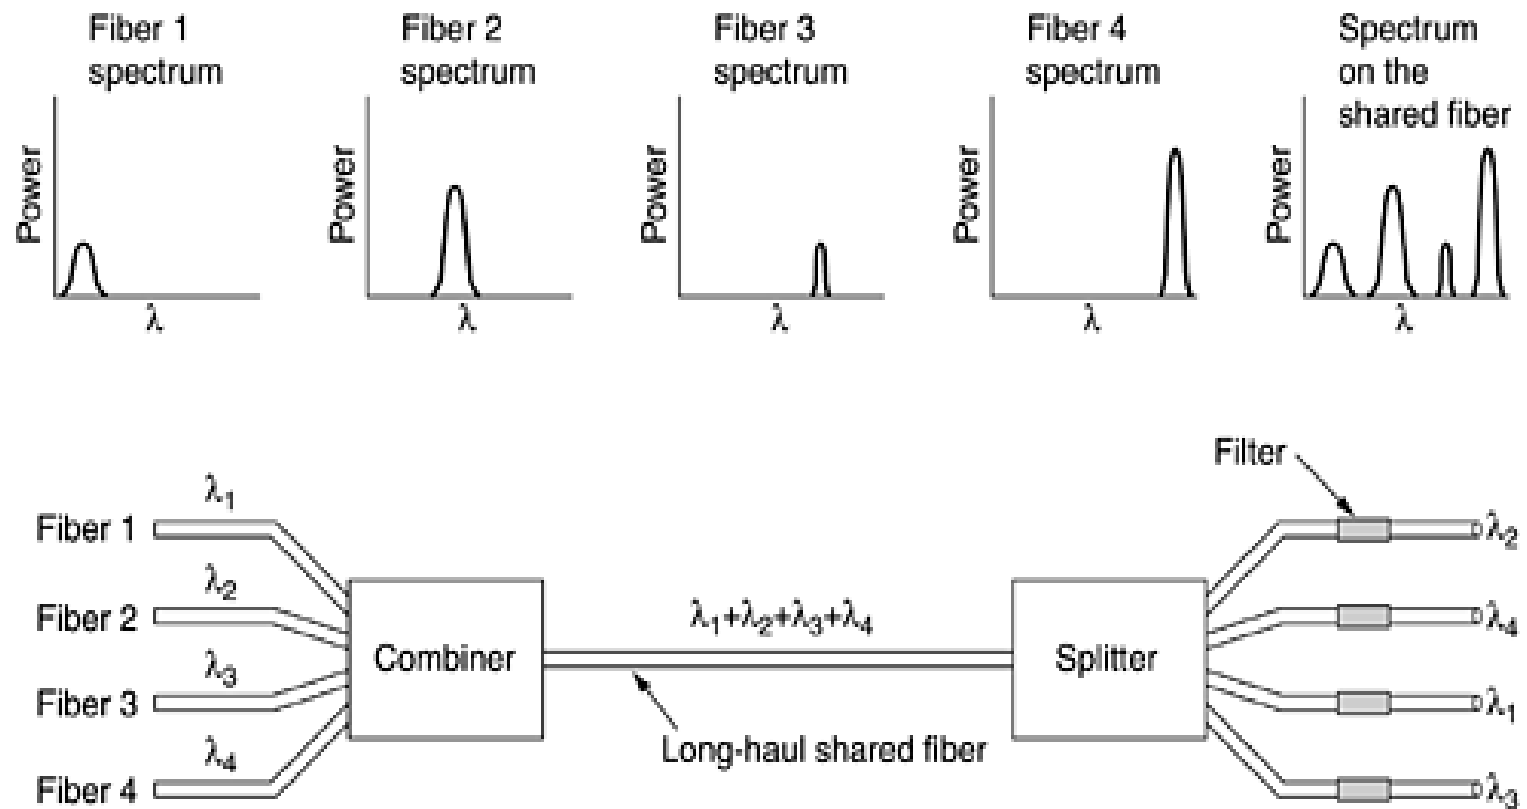 Fiber 1
spectrum
Fiber 2
spectrum
Fiber 3
spectrum
Fiber 4
spectrum
Spectrum
on the
shared fiber
Power
λ
Power
λ
Power
λ
Power
λ
Power
λ
Filter
λ1
Fiber 1
λ2
Fiber 2
λ3
Fiber 3
λ4
Fiber 4
Combiner
λ1+λ2+λ3+λ4
Long-haul shared fiber
Splitter
λ2
λ4
λ1
λ3